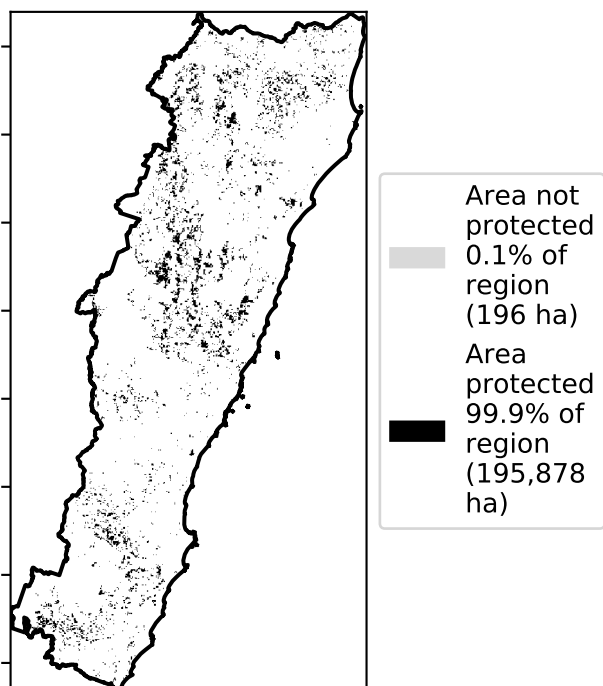 Area not
protected
0.1% of
region
(196 ha)
Area
protected
99.9% of
region
(195,878
ha)